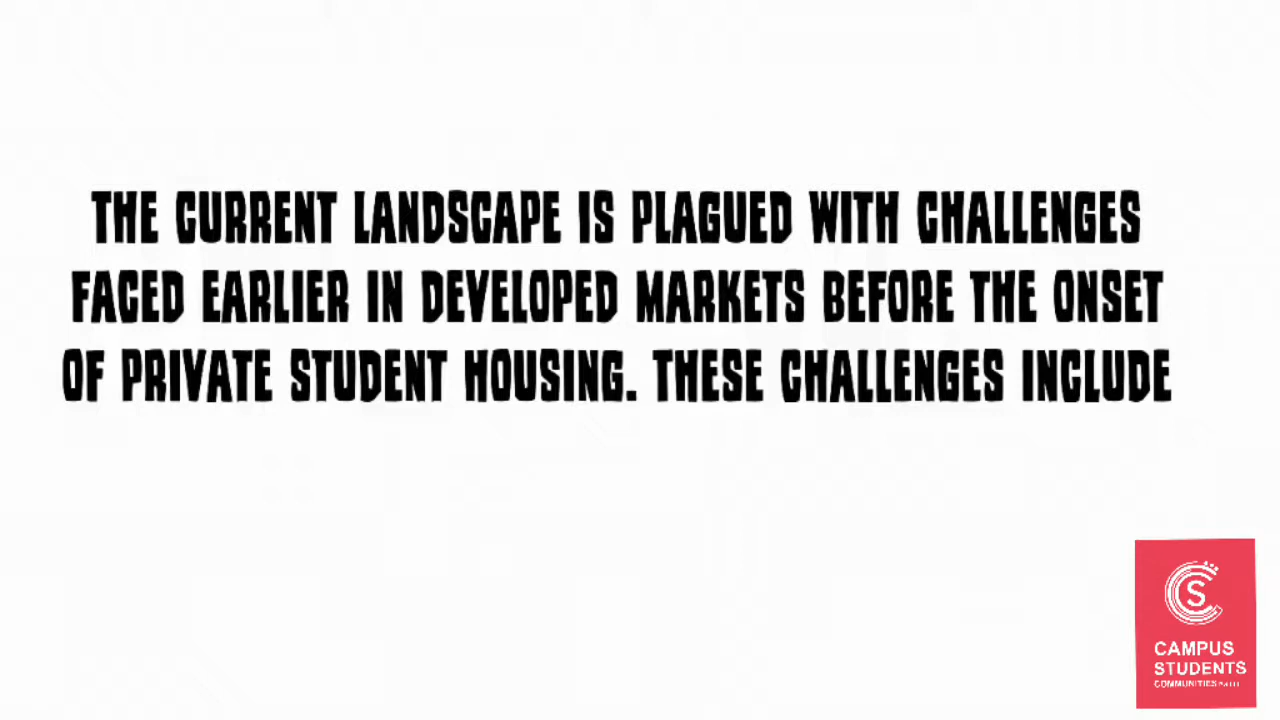 THE CURRENT LANDSCAPE IS PLAGUED WITH CHALLENGES
FACED EARLIER IN DEVELOPED MARKETS BEFORE THE ONSET
OF PRIVATE STUDENT HOUSING. THESE CHALLENGES INCLUDE
CAMPUS
STUDENTS
COMMUNITIES